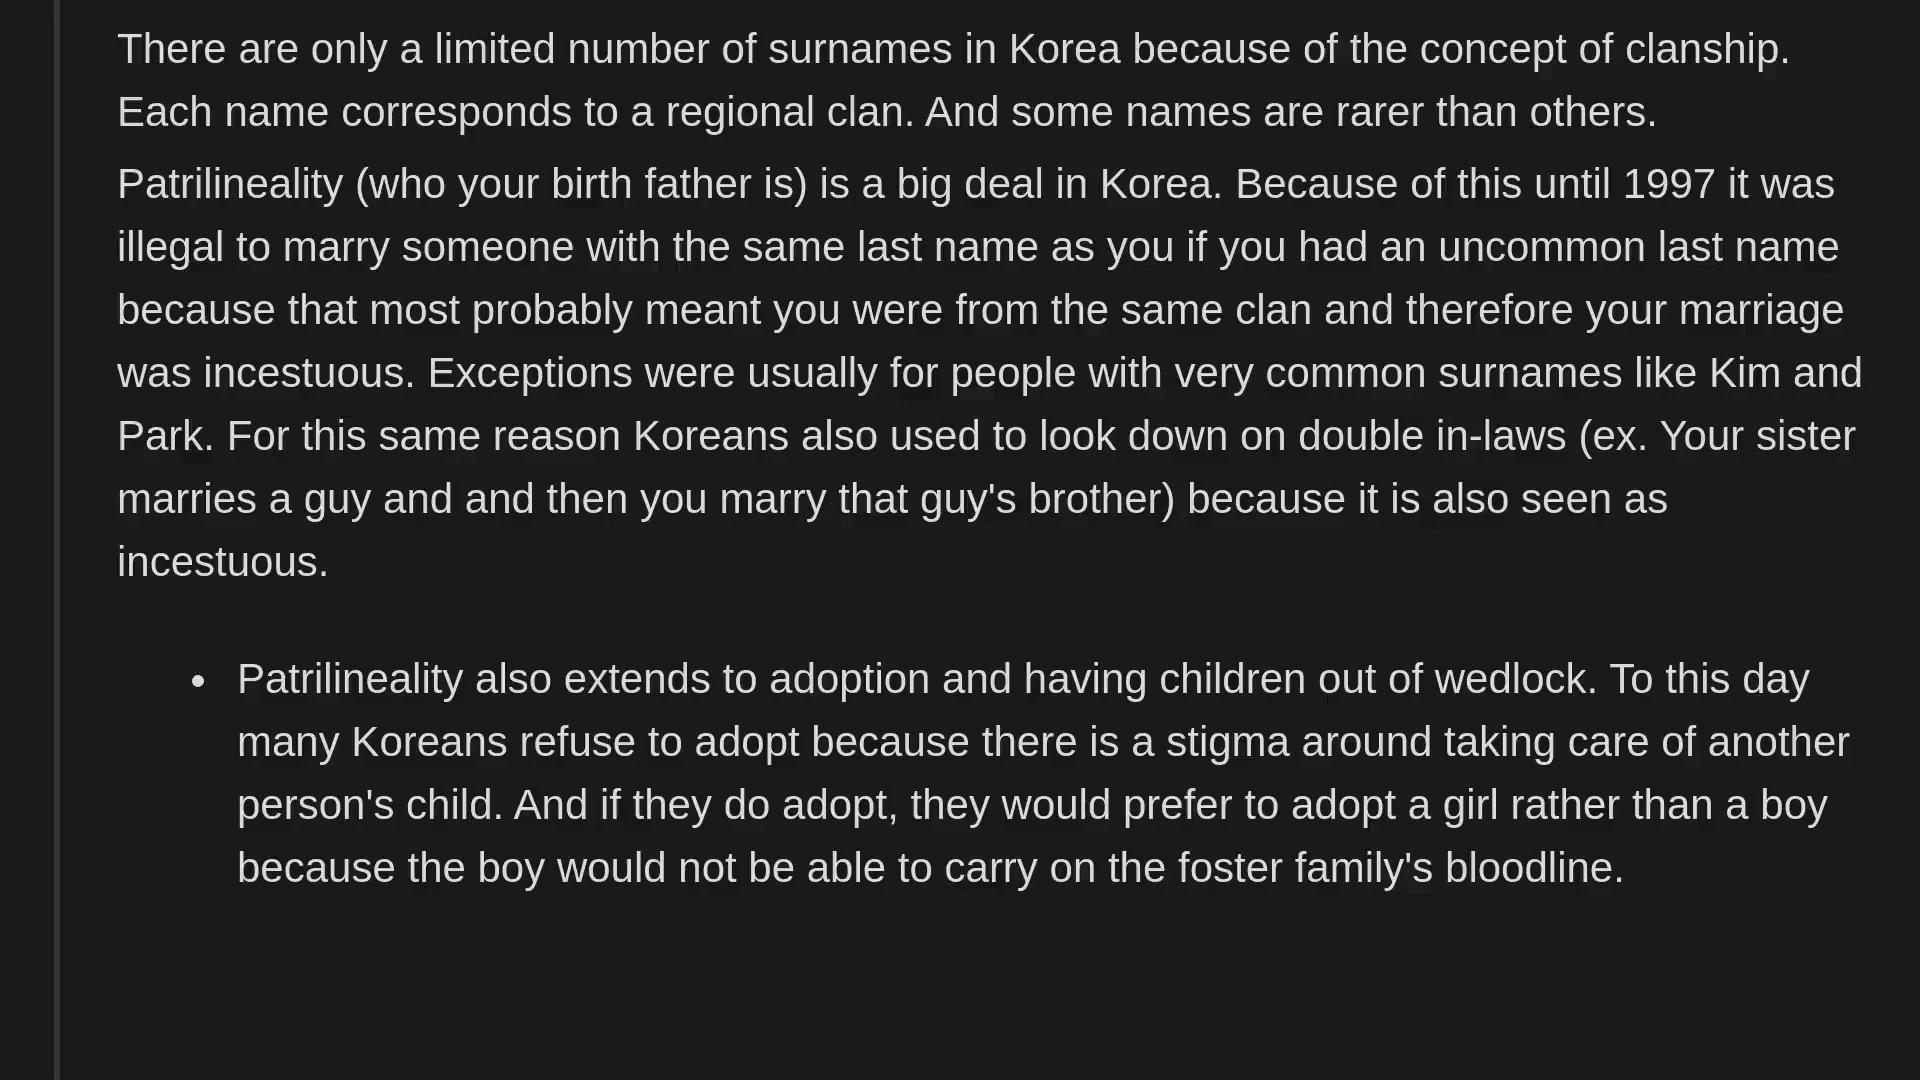 There are only a limited number of surnames in Korea because of the concept of clanship.
Each name corresponds to a regional clan. And some names are rarer than others.
Patrilineality (who your birth father is) is a big deal in Korea. Because of this until 1997 it was
illegal to marry someone with the same last name as you if you had an uncommon last name
because that most probably meant you were from the same clan and therefore your marriage
was incestuous. Exceptions were usually for people with very common surnames like Kim and
Park. For this same reason Koreans also used to look down on double in-laws (ex. Your sister
marries a guy and and then you marry that guy's brother) because it is also seen as
incestuous.
• Patrilineality also extends to adoption and having children out of wedlock. To this day
many Koreans refuse to adopt because there is a stigma around taking care of another
person's child. And if they do adopt, they would prefer to adopt a girl rather than a boy
because the boy would not be able to carry on the foster family's bloodline.